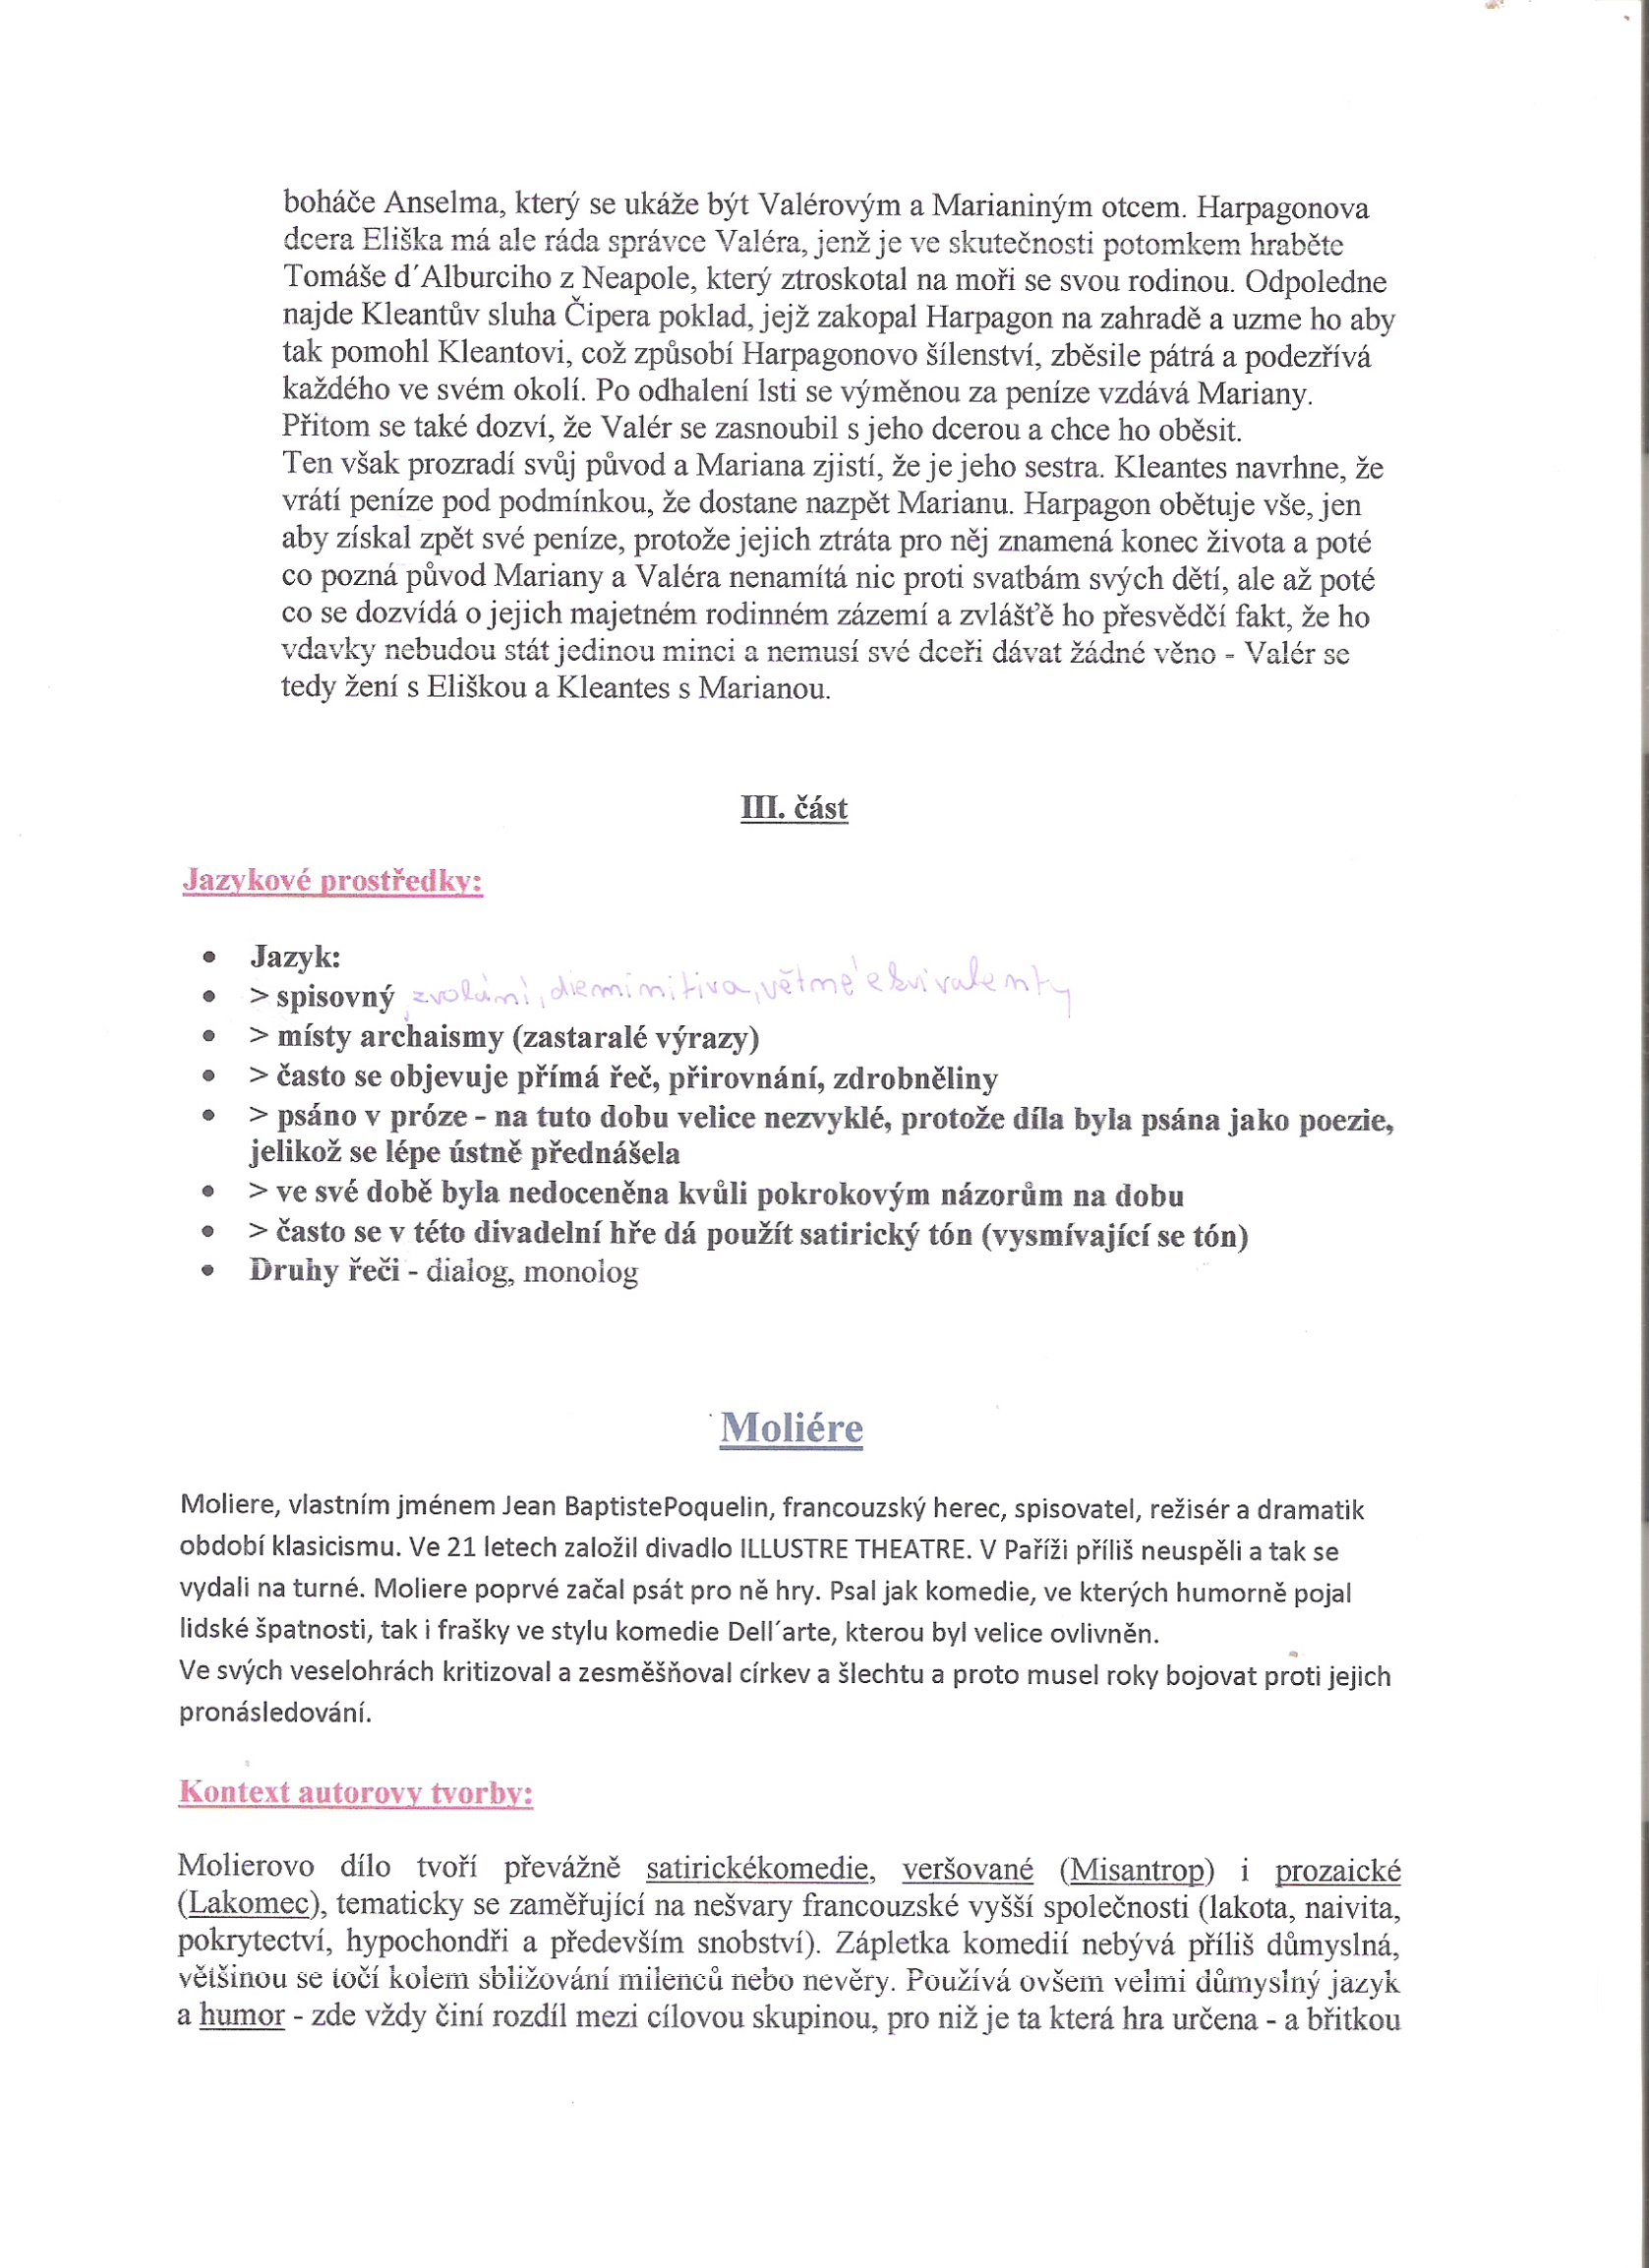 boháče Anselma, který se ukáže být Valérovým a Marianiným otcem. Harpagonova
dcera Eliška má ale ráda správce Valéra, jenž je ve skutečnosti potomkem hraběte
Tomáše d´Alburciho z Neapole, který ztroskotal na moři se svou rodinou. Odpoledne
najde Kleantův sluha Čipera poklad, jejž zakopal Harpagon na zahradě a uzme ho aby
tak pomohl Kleantovi, což způsobí Harpagonovo šílenství, zběsile pátrá a podezřívá
každého ve svém okolí. Po odhalení lsti se výměnou za peníze vzdává Mariany.
Přitom se také dozví, že Valér se zasnoubil s jeho dcerou a chce ho oběsit.
Ten však prozradí svůj původ a Mariana zjistí, že je jeho sestra. Kleantes navrhne, že
vrátí peníze pod podmínkou, že dostane nazpět Marianu. Harpagon obětuje vše, jen
aby získal zpět své peníze, protože jejich ztráta pro něj znamená konec života a poté
co pozná původ Mariany a Valéra nenamítá nic proti svatbám svých dětí, ale až poté
co se dozvídá o jejich majetném rodinném zázemí a zvlášťě ho přesvědčí fakt, že ho
vdavky nebudou stát jedinou minci a nemusí své dceři dávat žádné věno - Valér se
tedy žení s Eliškou a Kleantes s Marianou.
III. část
Jazykové prostředky:
• Jazyk:
• > spisovný, zvolání, dieminitiva, větné ekvivalenty
• > místy archaismy (zastaralé výrazy)
• > často se objevuje přímá řeč, přirovnání, zdrobněliny
• > psáno v próze - na tuto dobu velice nezvyklé, protože díla byla psána jako poezie,
jelikož se lépe ústně přednášela
• > ve své době byla nedoceněna kvůli pokrokovým názorům na dobu
• > často se v této divadelní hře dá použít satirický tón (vysmívající se tón)
• Druhy řeči - dialog, monolog
Moliére
Moliere, vlastním jménem Jean BaptistePoquelin, francouzský herec, spisovatel, režisér a dramatik
období klasicismu. Ve 21 letech založil divadlo ILLUSTRE THEATRE. V Paříži příliš neuspěli a tak se
vydali na turné. Moliere poprvé začal psát pro ně hry. Psal jak komedie, ve kterých humorně pojal
lidské špatnosti, tak i frašky ve stylu komedie Dell´arte, kterou byl velice ovlivněn.
Ve svých veselohrách kritizoval a zesměšňoval církev a šlechtu a proto musel roky bojovat proti jejich
pronásledování.
Kontext autorovy tvorby:
Molierovo dílo tvoří převážně satirickékomedie, veršované (Misantrop) i prozaické
(Lakomec), tematicky se zaměřující na nešvary francouzské vyšší společnosti (lakota, naivita,
pokrytectví, hypochondři a především snobství). Zápletka komedií nebývá příliš důmyslná,
většinou se točí kolem sbližování milenců nebo nevěry. Používá ovšem velmi důmyslný jazyk
a humor - zde vždy činí rozdíl mezi cílovou skupinou, pro niž je ta která hra určena - a břitkou